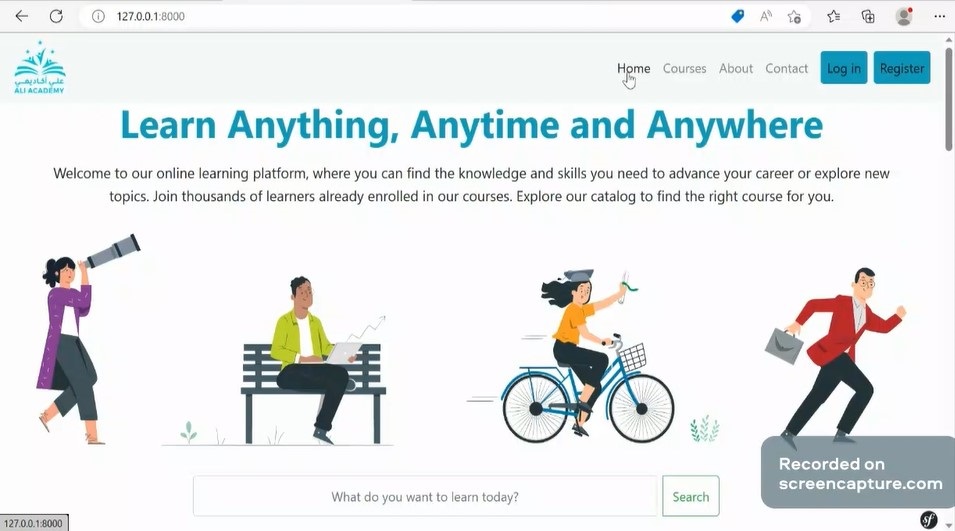 127.0.0.1:8000
علي أكاديمي
ALI ACADEMY
Home Courses About Contact Log in Register
Learn Anything, Anytime and Anywhere
Welcome to our online learning platform, where you can find the knowledge and skills you need to advance your career or explore new
topics. Join thousands of learners already enrolled in our courses. Explore our catalog to find the right course for you.
What do you want to learn today? Search
Recorded on
screencapture.com
127.0.0.1:8000
sf